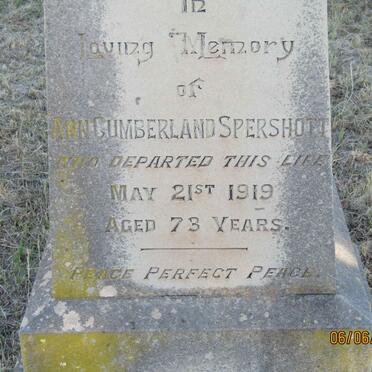 In
Loving Memory
of
ANN CUMBERLAND SPERSHOTT
WHO DEPARTED THIS LIFE
MAY 21ST 1919
AGED 73 YEARS.
PEACE PERFECT PEACE.
06/06